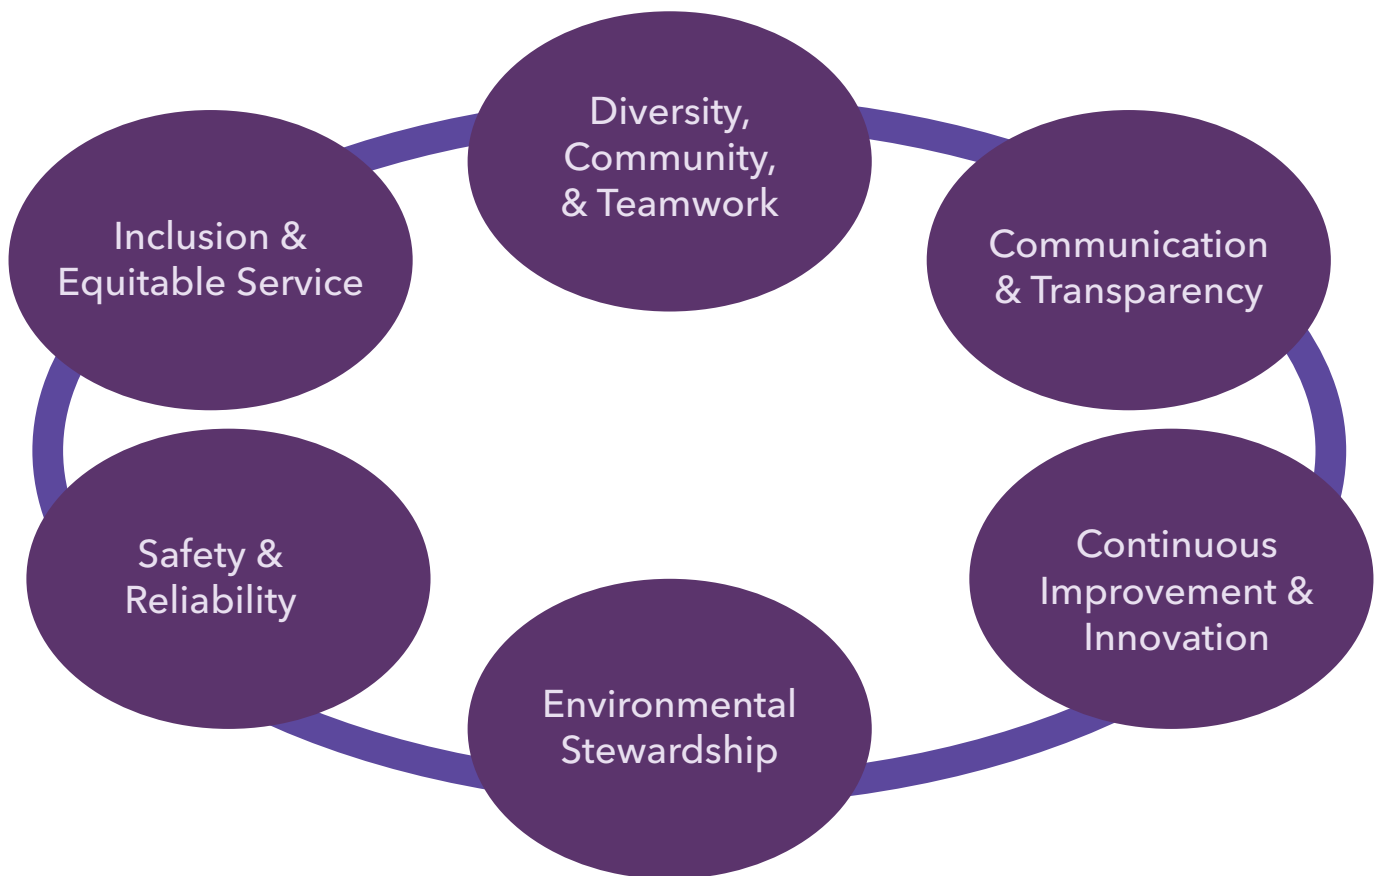 Diversity,
Community,
& Teamwork
Inclusion &
Equitable Service
Communication
& Transparency
Safety &
Reliability
Continuous
Improvement &
Innovation
Environmental
Stewardship